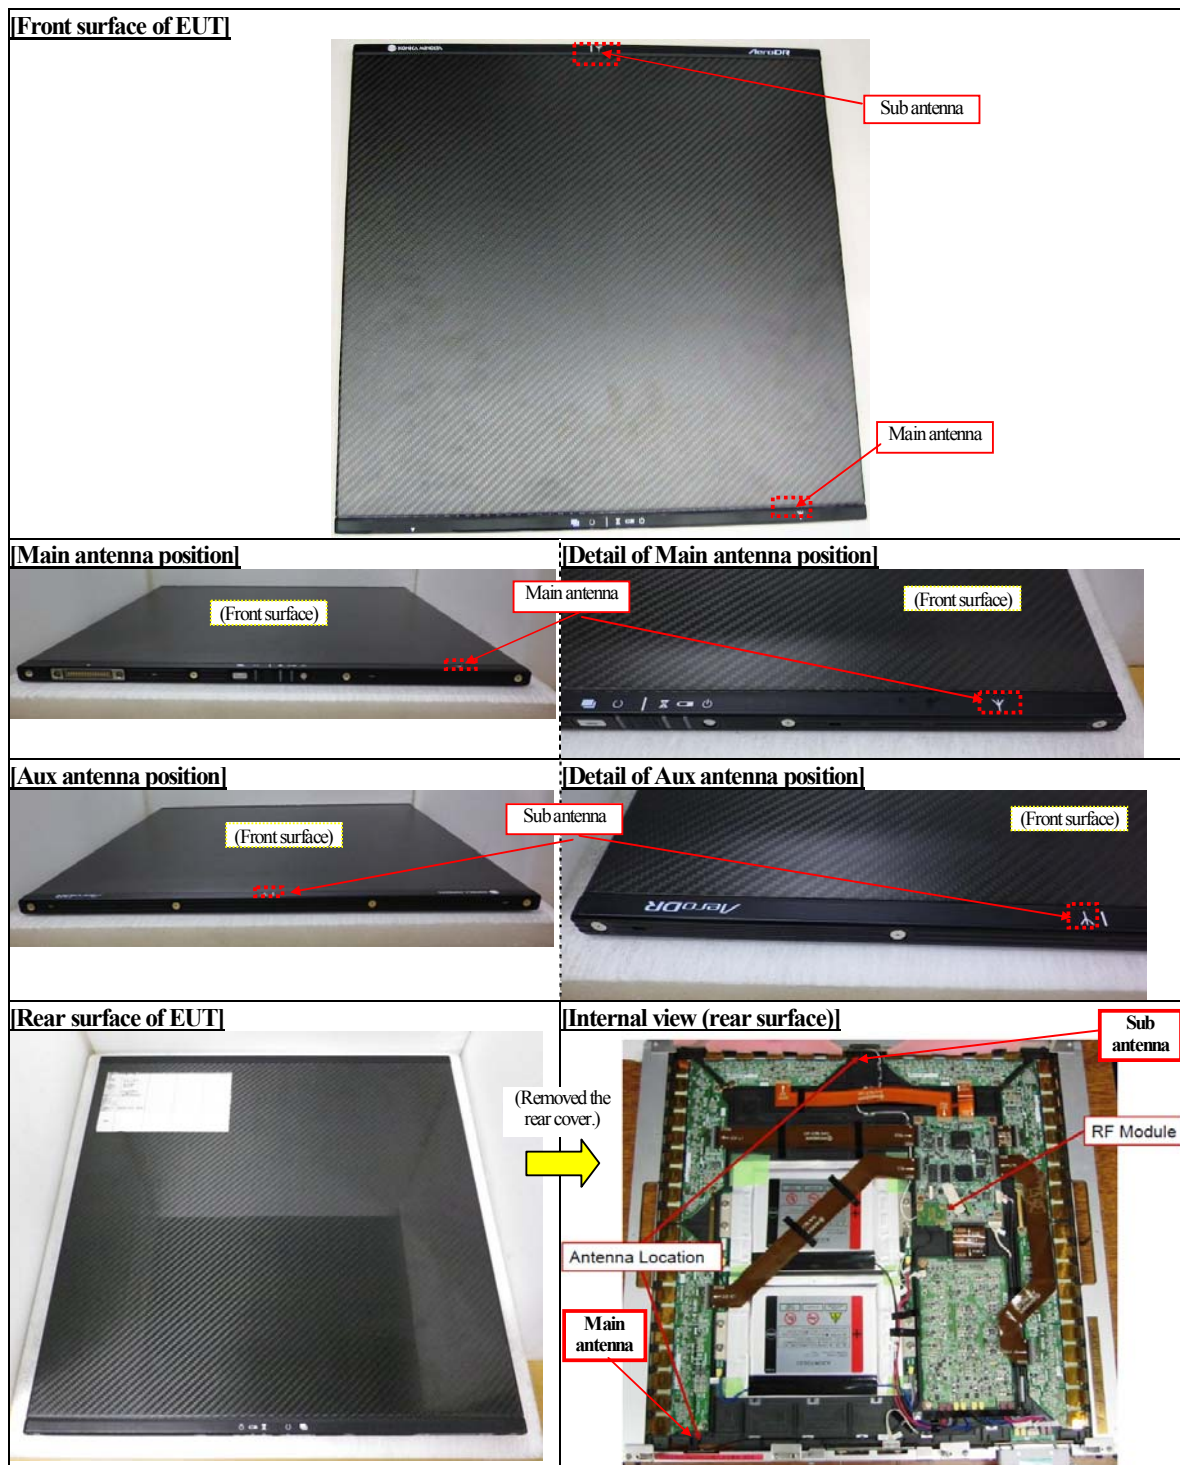 [Front surface of EUT]
KONICA MINOLTA
AeroDR
Sub antenna
Main antenna
[Main antenna position]
[Detail of Main antenna position]
(Front surface)
Main antenna
(Front surface)
[Aux antenna position]
[Detail of Aux antenna position]
(Front surface)
Sub antenna
(Front surface)
AeroDR
AeroDR
[Rear surface of EUT]
[Internal view (rear surface)]
Sub
antenna
(Removed the
rear cover.)
RF Module
Antenna Location
Main
antenna